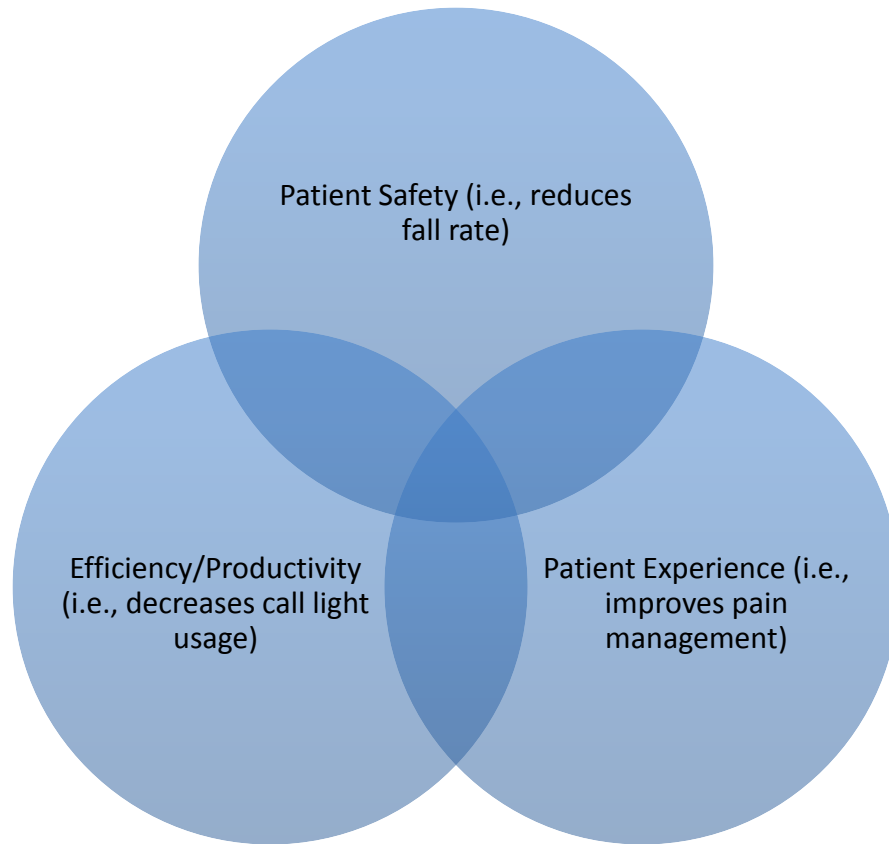 Patient Safety (i.e., reduces
fall rate)
Efficiency/Productivity
(i.e., decreases call light
usage)
Patient Experience (i.e.,
improves pain
management)